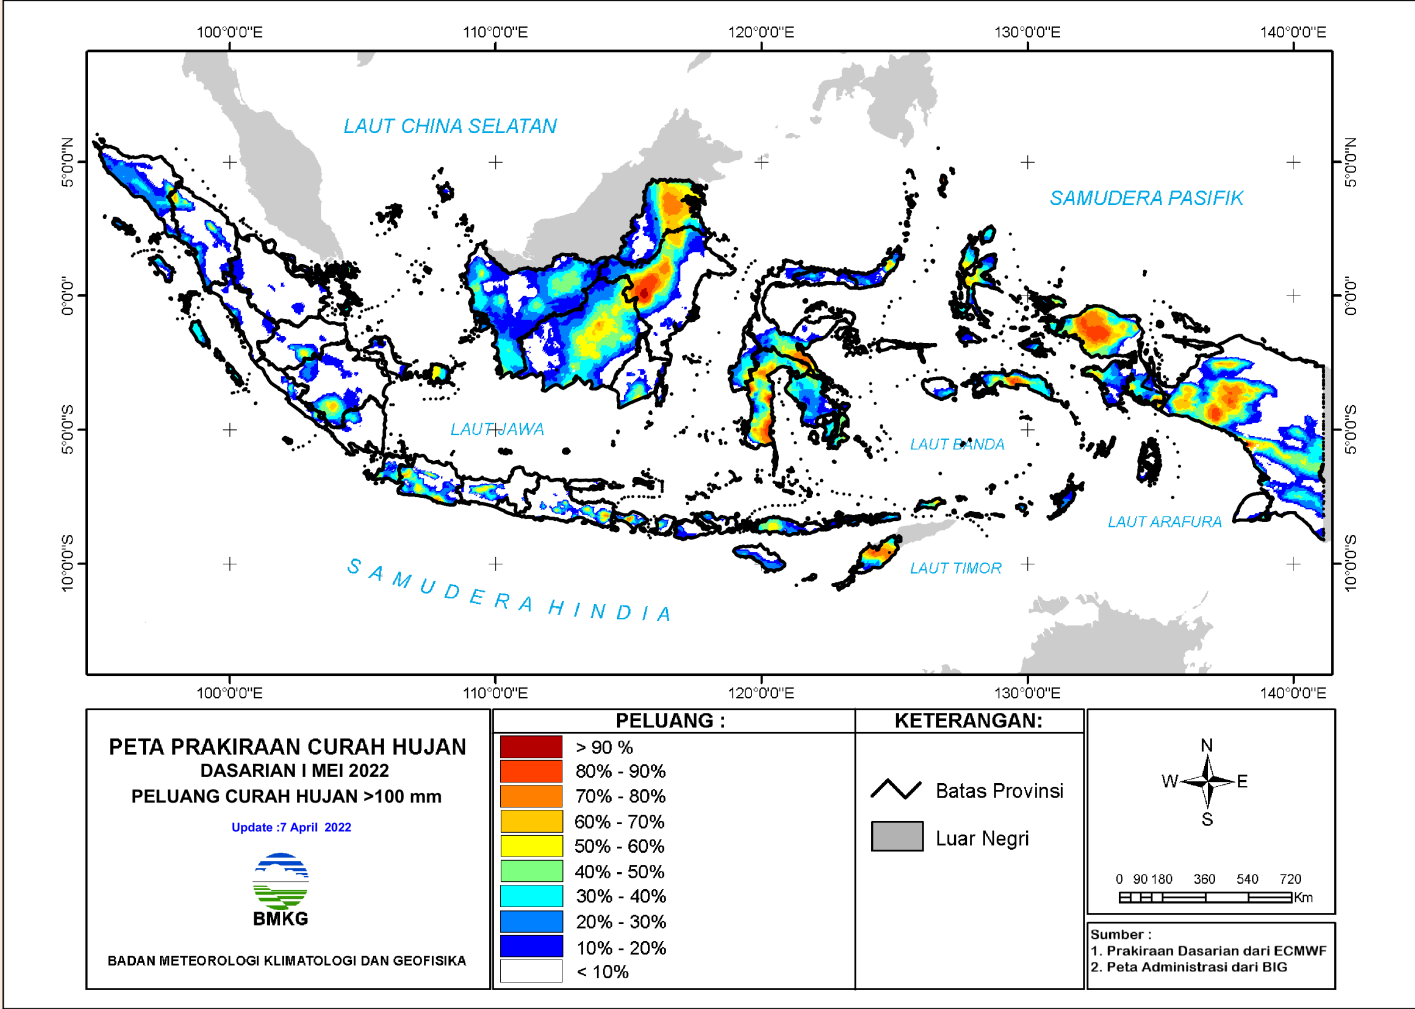 100°0'0"E 110°0'0"E 120°0'0"E 130°0'0"E 140°0'0"E
5°0'0"N
0°0'0"
5°0'0"S
10°0'0"S
LAUT CHINA SELATAN
SAMUDERA PASIFIK
LAUT JAWA
LAUT BANDA
LAUT ARAFURA
LAUT TIMOR
SAMUDERA HINDIA
5°0'0"N
0°0'0"
5°0'0"S
10°0'0"S
100°0'0"E 110°0'0"E 120°0'0"E 130°0'0"E 140°0'0"E
PETA PRAKIRAAN CURAH HUJAN
DASARIAN I MEI 2022
PELUANG CURAH HUJAN >100 mm
Update :7 April 2022
BMKG
BADAN METEOROLOGI KLIMATOLOGI DAN GEOFISIKA
PELUANG :
> 90 %
80% - 90%
70% - 80%
60% - 70%
50% - 60%
40% - 50%
30% - 40%
20% - 30%
10% - 20%
< 10%
KETERANGAN:
Batas Provinsi
Luar Negri
N
W E
S
0 90 180 360 540 720
Km
Sumber :
1. Prakiraan Dasarian dari ECMWF
2. Peta Administrasi dari BIG